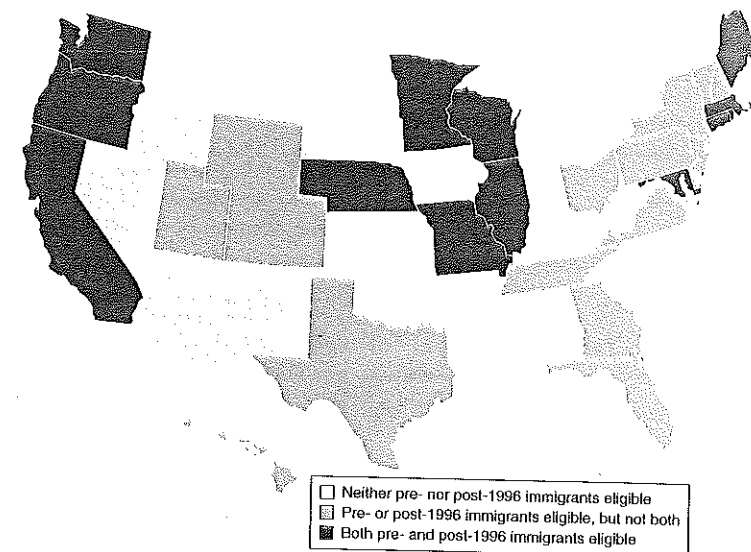 Neither pre- nor post-1996 immigrants eligible
Pre- or post-1996 immigrants eligible, but not both
Both pre- and post-1996 immigrants eligible